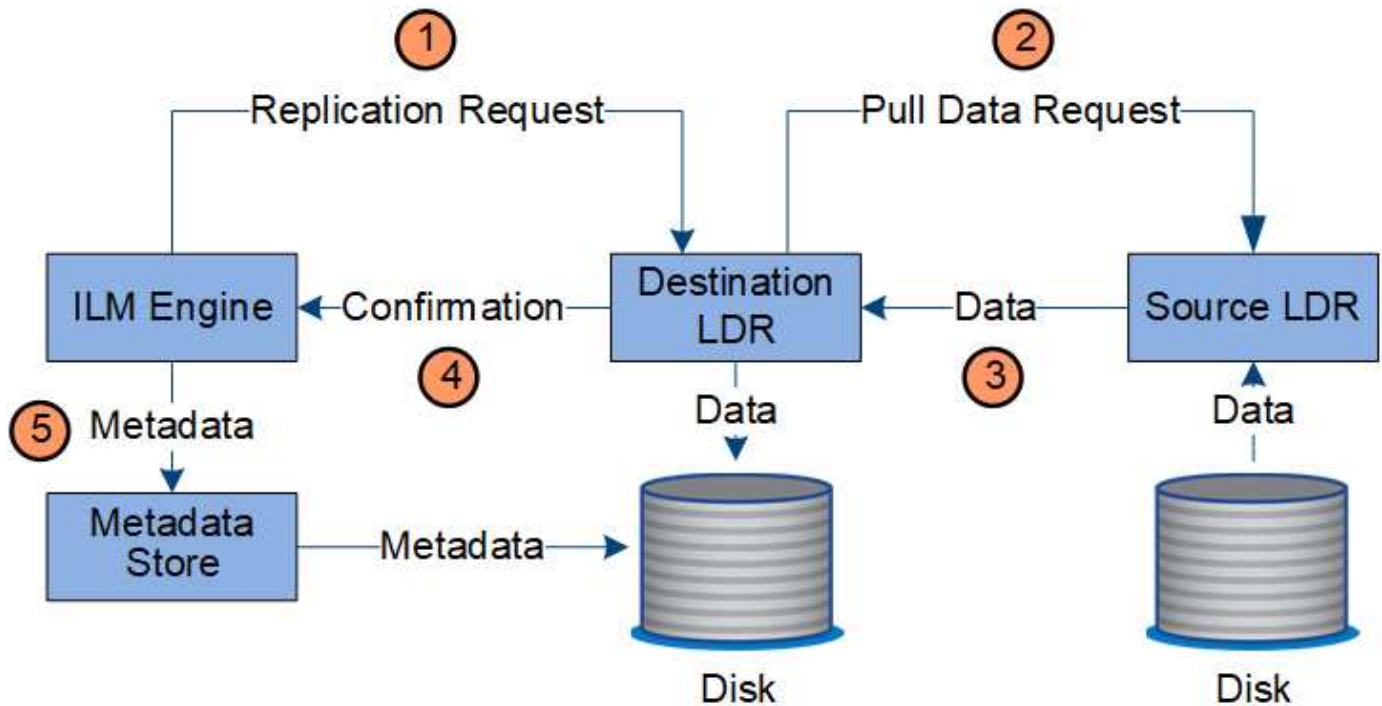 1
2
Replication Request
Pull Data Request
ILM Engine
Confirmation
Destination
LDR
Data
Source LDR
4
3
5
Metadata
Data
Data
Metadata
Store
Metadata
Disk
Disk